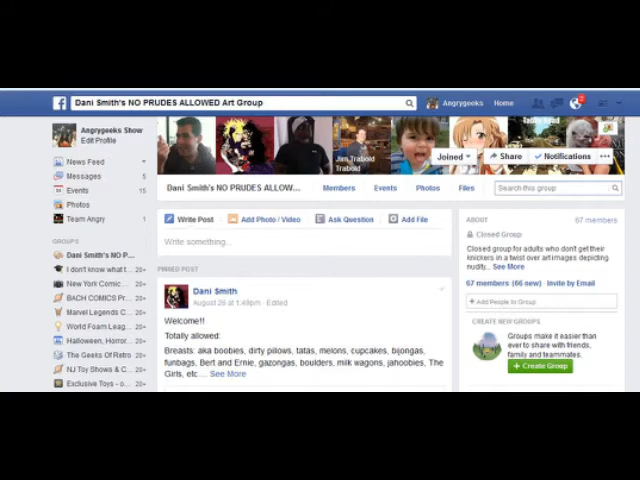 Dani Smith's NO PRUDES ALLOWED Art Group
Angrygeeks Home
2
Angrygeeks Show
Edit Profile
News Feed
Messages 5
Events 15
Photos
Team Angry 1
GROUPS
Dani Smith's NO P...
I don't know what t... 20+
New York Comic... 20+
BACH COMICS Pr... 20+
Marvel Legends C... 20+
World Foam Leag... 20+
Halloween, Horror... 20+
The Geeks Of Retro 20+
NJ Toy Shows & C... 20+
Exclusive Toys - o... 20+
Jim Trabold
Trabold
Joined Share Notifications
Dani Smith's NO PRUDES ALLOW... Members Events Photos Files Search this group
Write Post Add Photo / Video Ask Question Add File
Write something...
PINNED POST
Dani Smith
August 26 at 1:49pm · Edited
Welcome!!
Totally allowed:
Breasts: aka boobies, dirty pillows, tatas, melons, cupcakes, bijongas,
funbags, Bert and Ernie, gazongas, boulders, milk wagons, jahoobies, The
Girls, etc.... See More
ABOUT 67 members
Closed Group
Closed group for adults who don't get their
knickers in a twist over art images depicting
nudity... See More
67 members (66 new) · Invite by Email
+ Add People to Group
CREATE NEW GROUPS
Groups make it easier than
ever to share with friends,
family and teammates.
+ Create Group